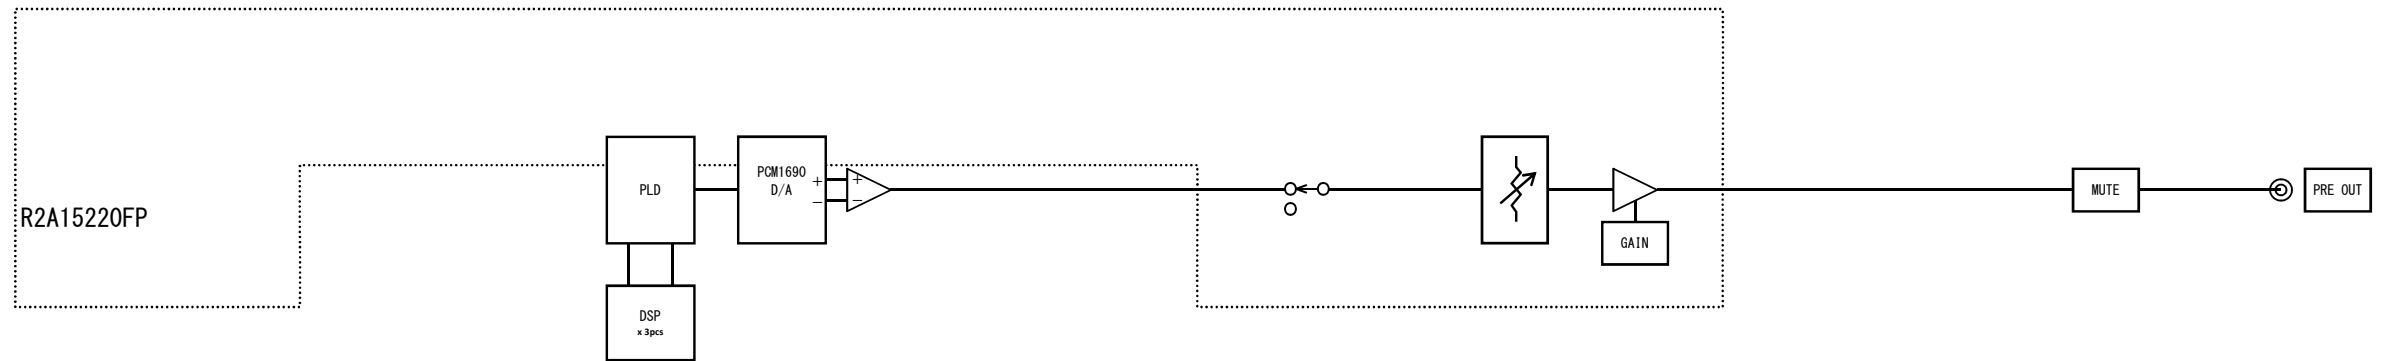 R2A15220FP
PLD
PCM1690
D/A
+
−
+
−
DSP
x 3pcs
GAIN
MUTE
PRE OUT